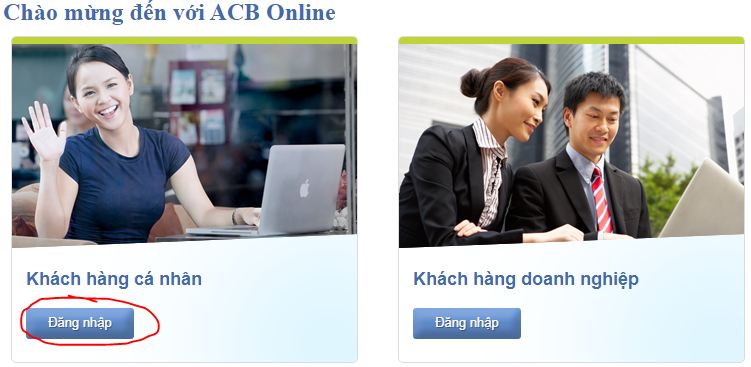 Chào mừng đến với ACB Online
Khách hàng cá nhân
Đăng nhập
Khách hàng doanh nghiệp
Đăng nhập